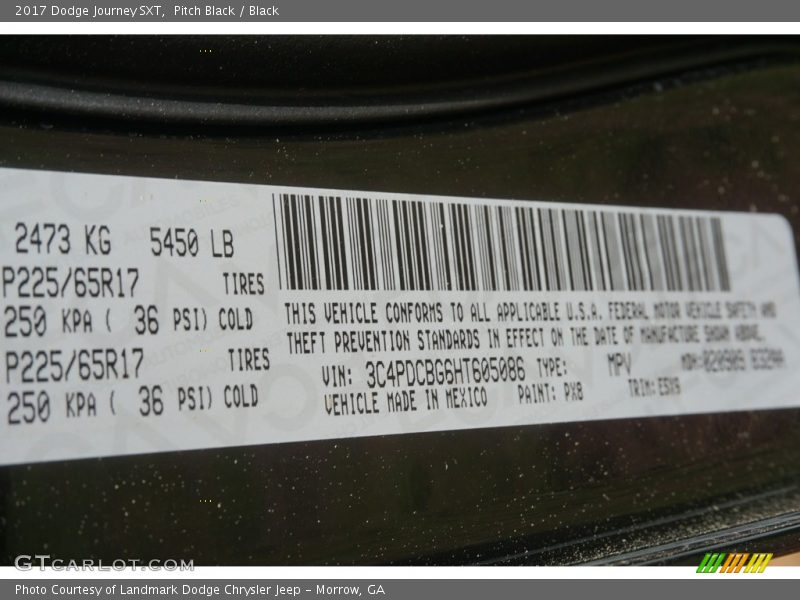 2017 Dodge Journey SXT, Pitch Black / Black
2473 KG 5450 LB
P225/65R17 TIRES
250 KPA ( 36 PSI) COLD
P225/65R17 TIRES
250 KPA ( 36 PSI) COLD
THIS VEHICLE CONFORMS TO ALL APPLICABLE U.S.A. FEDERAL MOTOR VEHICLE SAFETY AND
THEFT PREVENTION STANDARDS IN EFFECT ON THE DATE OF MANUFACTURE SHOWN ABOVE.
VIN: 3C4PDCBG6HT605086 TYPE: MPV MDH:
VEHICLE MADE IN MEXICO PAINT: PX8 TRIM:
GTCARLOT.COM
Photo Courtesy of Landmark Dodge Chrysler Jeep – Morrow, GA